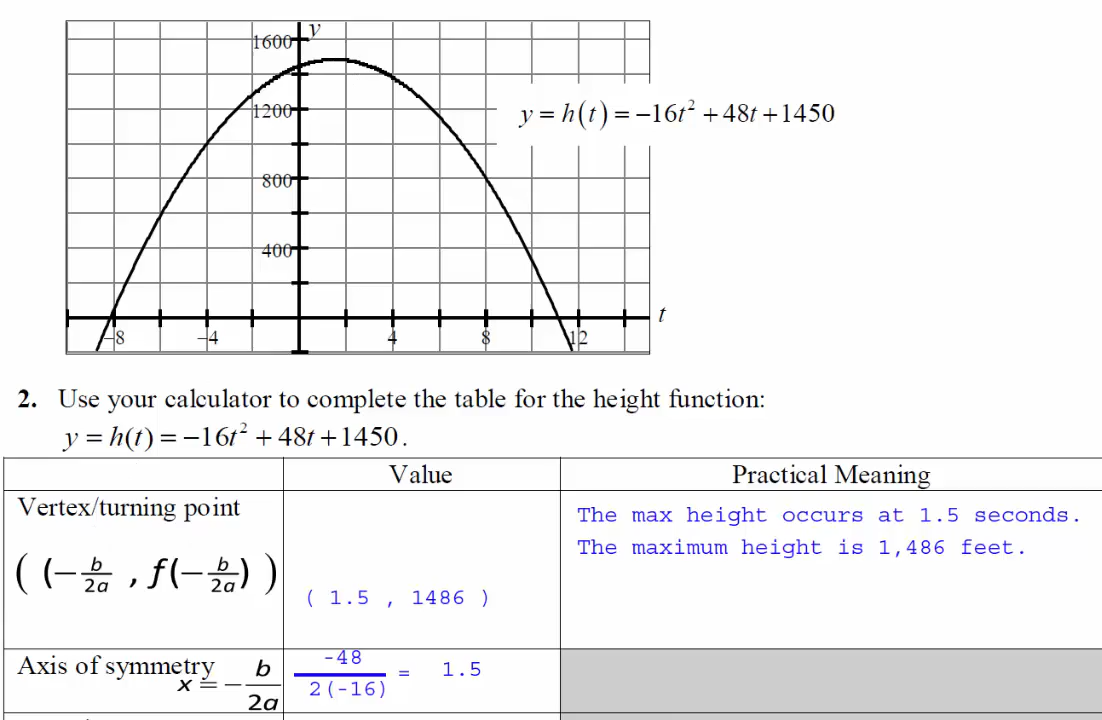 y
1600
1200
800
400
−8 −4 4 8 12 t
y = h(t) = −16t² + 48t + 1450
2. Use your calculator to complete the table for the height function:
y = h(t) = −16t² + 48t + 1450.
Value Practical Meaning
Vertex/turning point
( (− b/2a , f(− b/2a) )
( 1.5 , 1486 )
The max height occurs at 1.5 seconds.
The maximum height is 1,486 feet.
Axis of symmetry
x = − b/2a
-48/2(-16) = 1.5